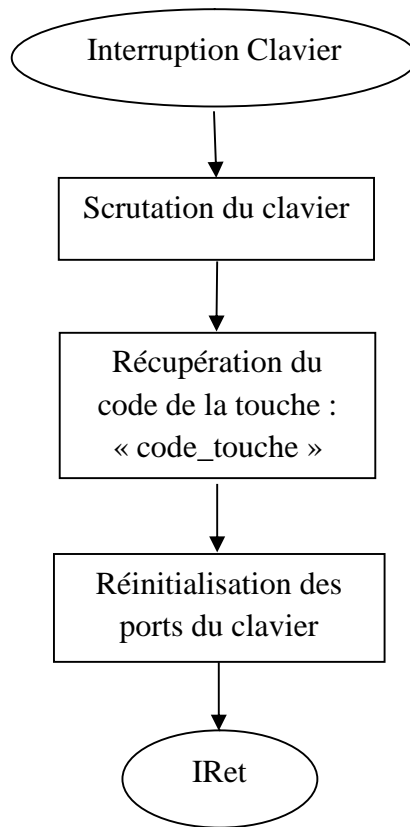 Interruption Clavier
Scrutation du clavier
Récupération du
code de la touche :
« code_touche »
Réinitialisation des
ports du clavier
IRet